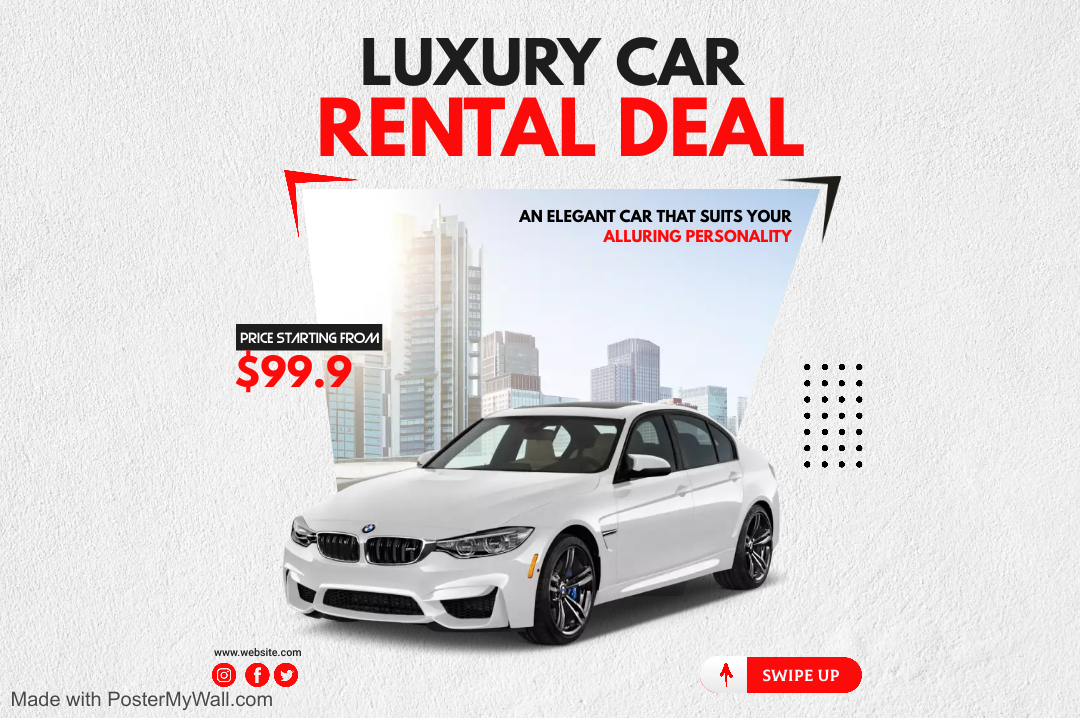 LUXURY CAR
RENTAL DEAL
AN ELEGANT CAR THAT SUITS YOUR
ALLURING PERSONALITY
PRICE STARTING FROM
$99.9
www.website.com
SWIPE UP
Made with PosterMyWall.com